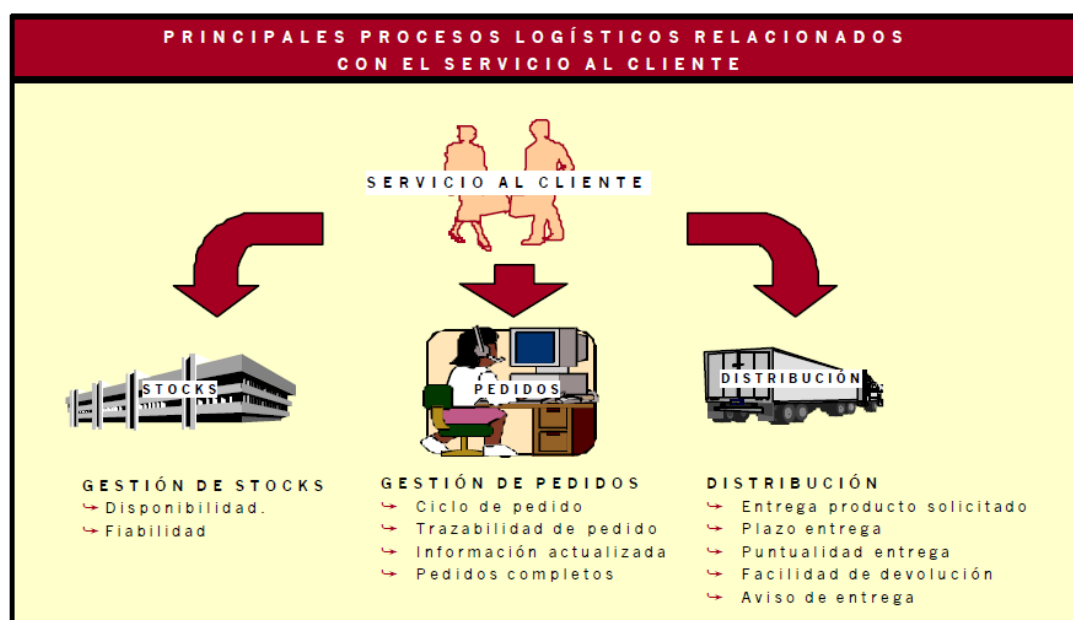 PRINCIPALES PROCESOS LOGÍSTICOS RELACIONADOS
CON EL SERVICIO AL CLIENTE
SERVICIO AL CLIENTE
STOCKS
PEDIDOS
DISTRIBUCIÓN
GESTIÓN DE STOCKS
↪ Disponibilidad.
↪ Fiabilidad
GESTIÓN DE PEDIDOS
↪ Ciclo de pedido
↪ Trazabilidad de pedido
↪ Información actualizada
↪ Pedidos completos
DISTRIBUCIÓN
↪ Entrega producto solicitado
↪ Plazo entrega
↪ Puntualidad entrega
↪ Facilidad de devolución
↪ Aviso de entrega